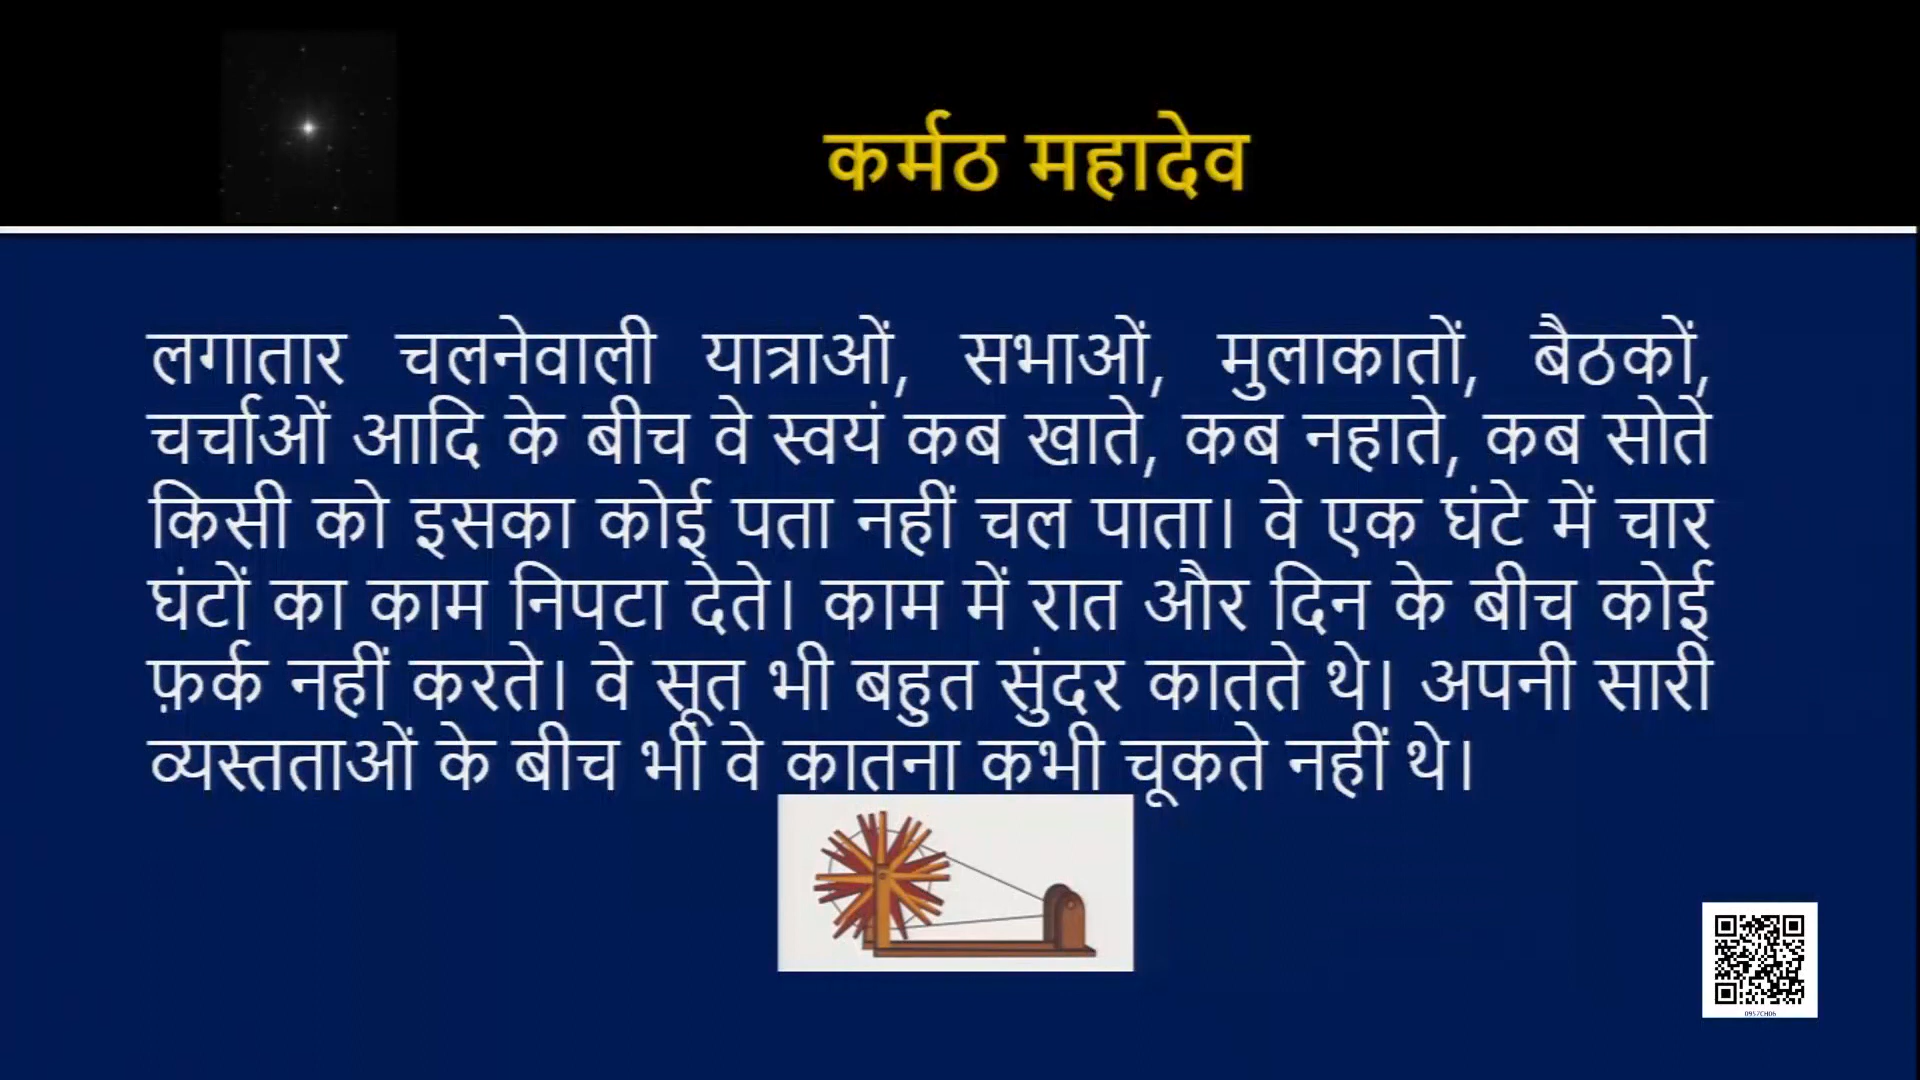 कर्मठ महादेव
लगातार चलनेवाली यात्राओं, सभाओं, मुलाकातों, बैठकों,
चर्चाओं आदि के बीच वे स्वयं कब खाते, कब नहाते, कब सोते
किसी को इसका कोई पता नहीं चल पाता। वे एक घंटे में चार
घंटों का काम निपटा देते। काम में रात और दिन के बीच कोई
फ़र्क नहीं करते। वे सूत भी बहुत सुंदर कातते थे। अपनी सारी
व्यस्तताओं के बीच भी वे कातना कभी चूकते नहीं थे।
0957CH06